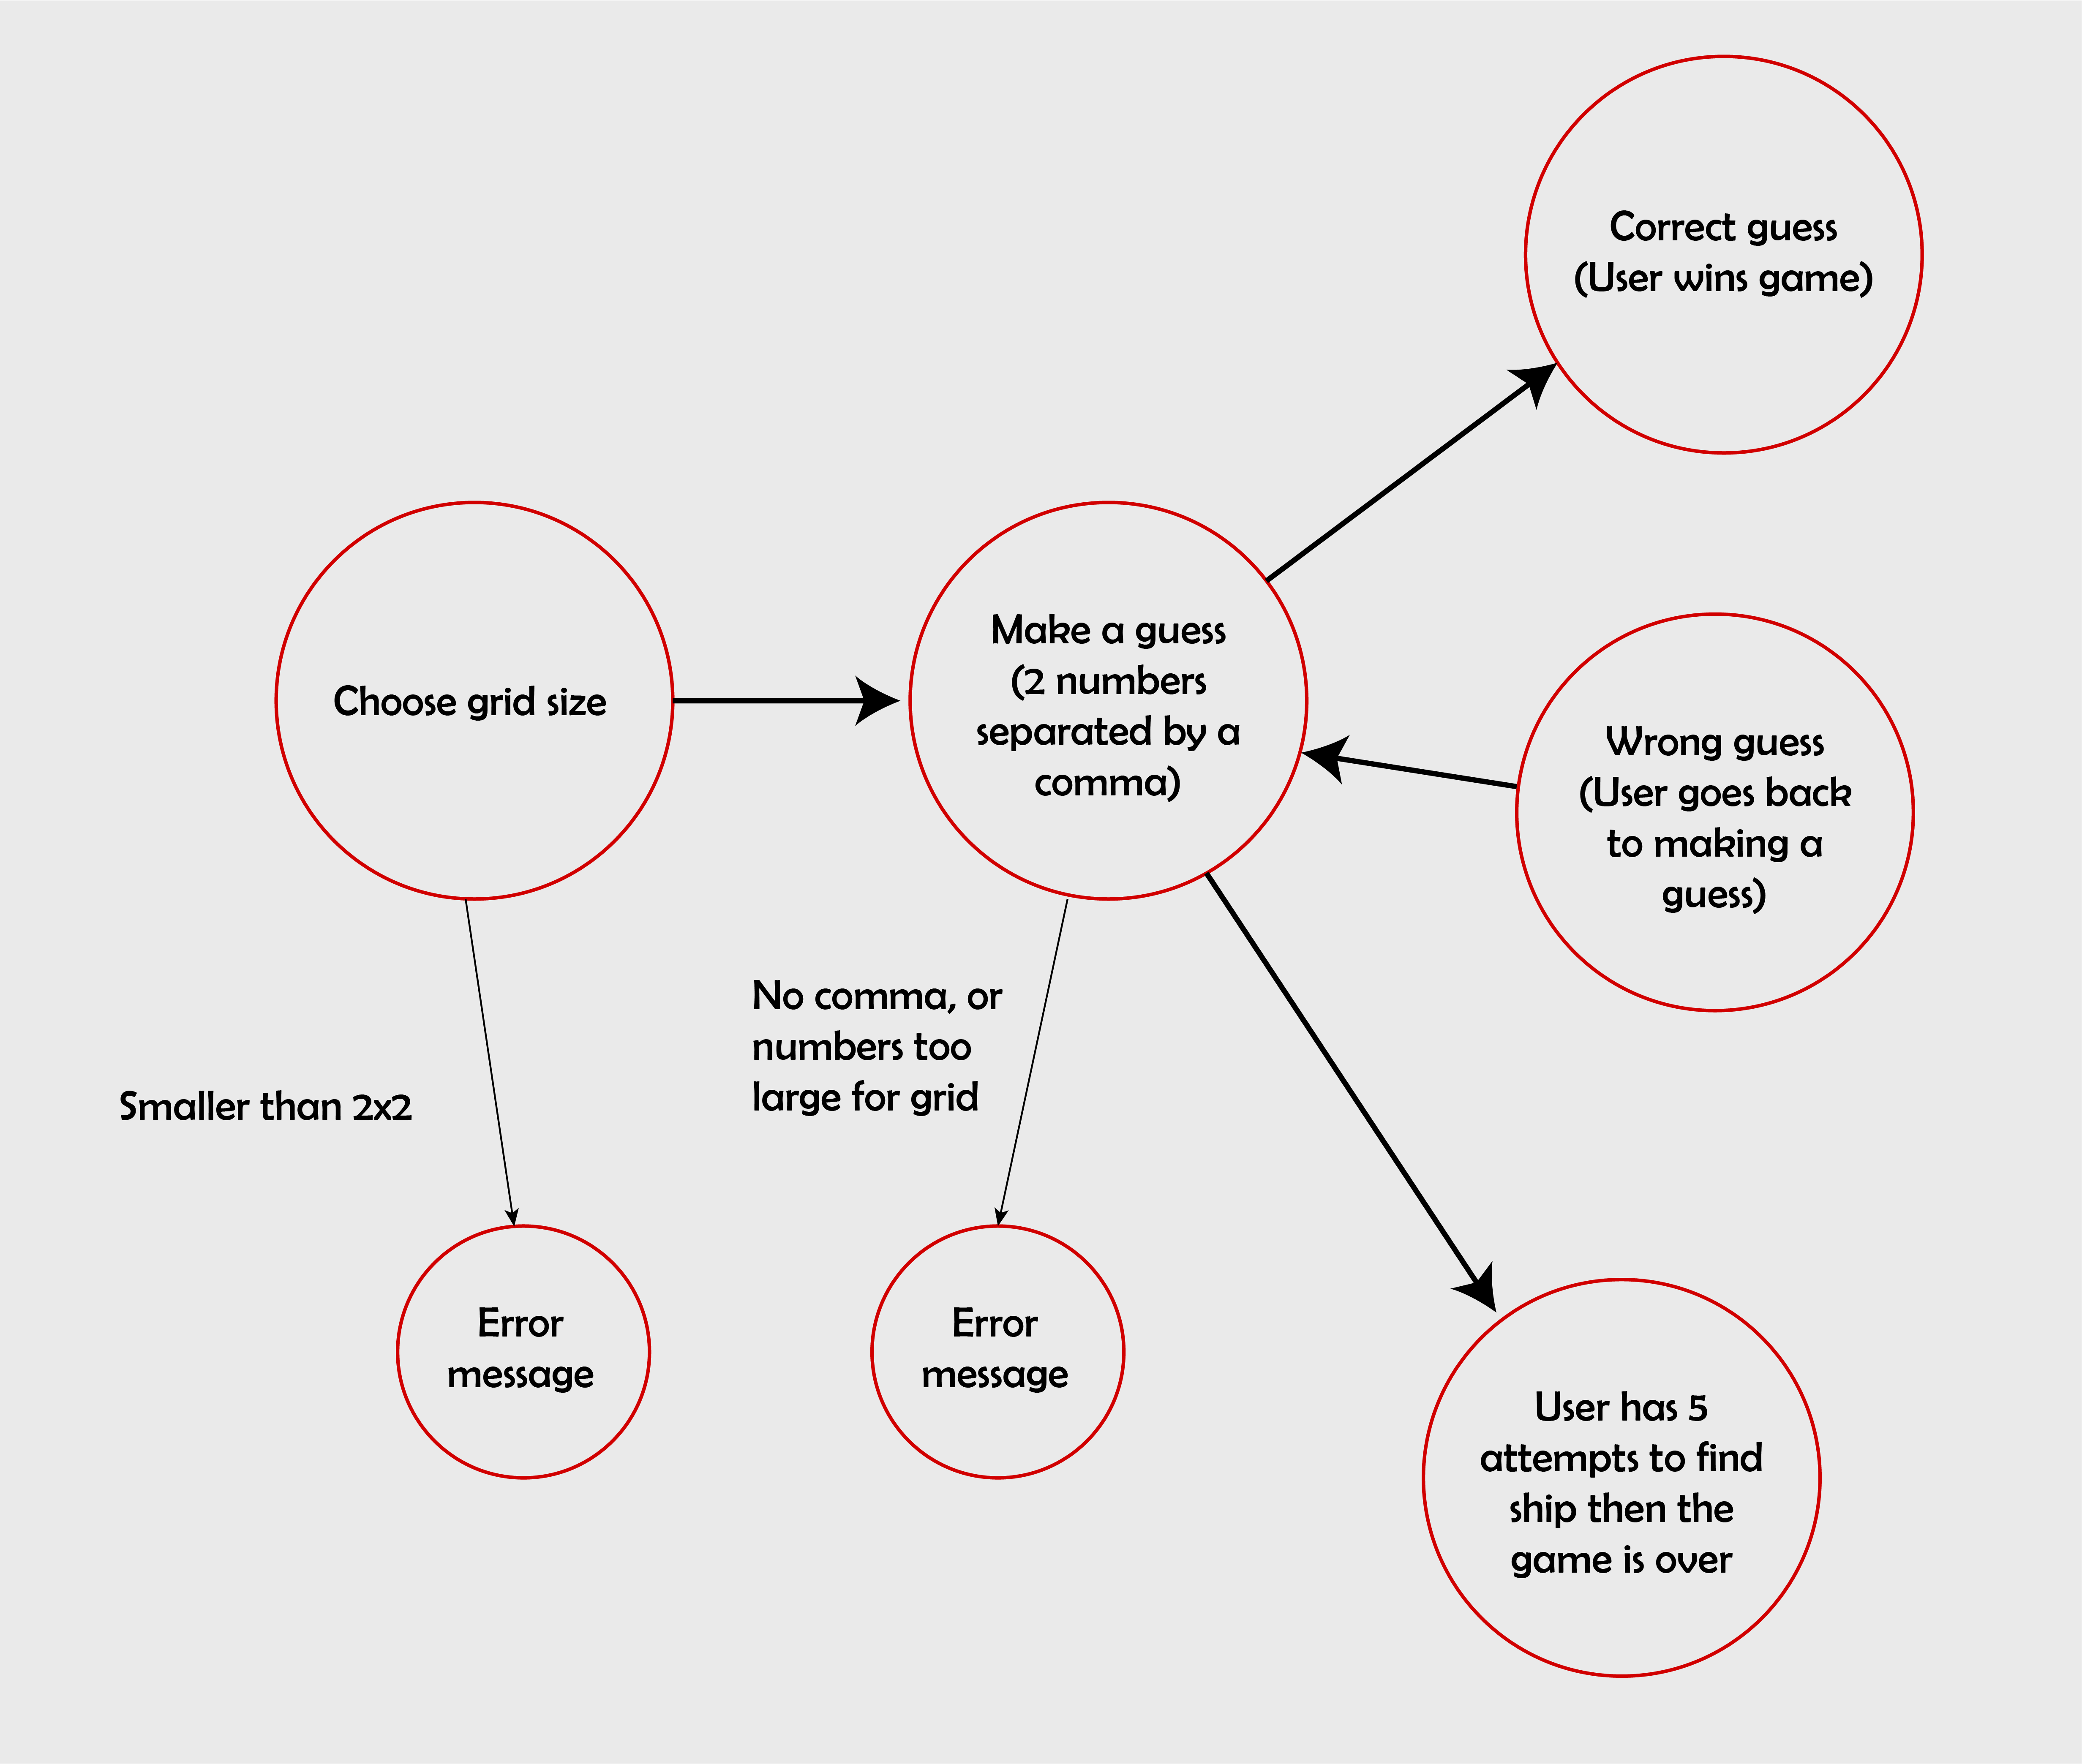 Correct guess
(User wins game)
Choose grid size
Make a guess
(2 numbers
separated by a
comma)
Wrong guess
(User goes back
to making a
guess)
Smaller than 2x2
No comma, or
numbers too
large for grid
Error
message
Error
message
User has 5
attempts to find
ship then the
game is over